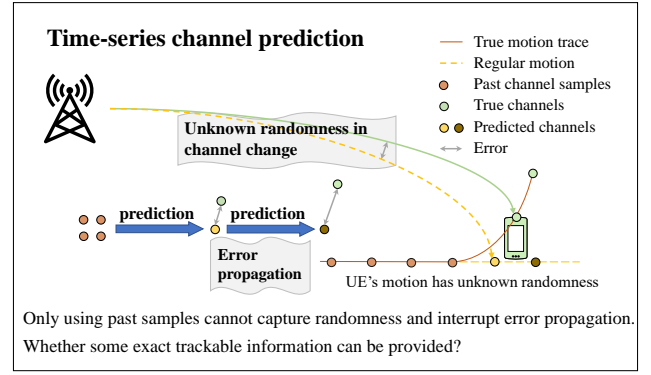 Time-series channel prediction
True motion trace
Regular motion
Past channel samples
True channels
Predicted channels
Error
Unknown randomness in
channel change
prediction
prediction
Error
propagation
UE's motion has unknown randomness
Only using past samples cannot capture randomness and interrupt error propagation.
Whether some exact trackable information can be provided?